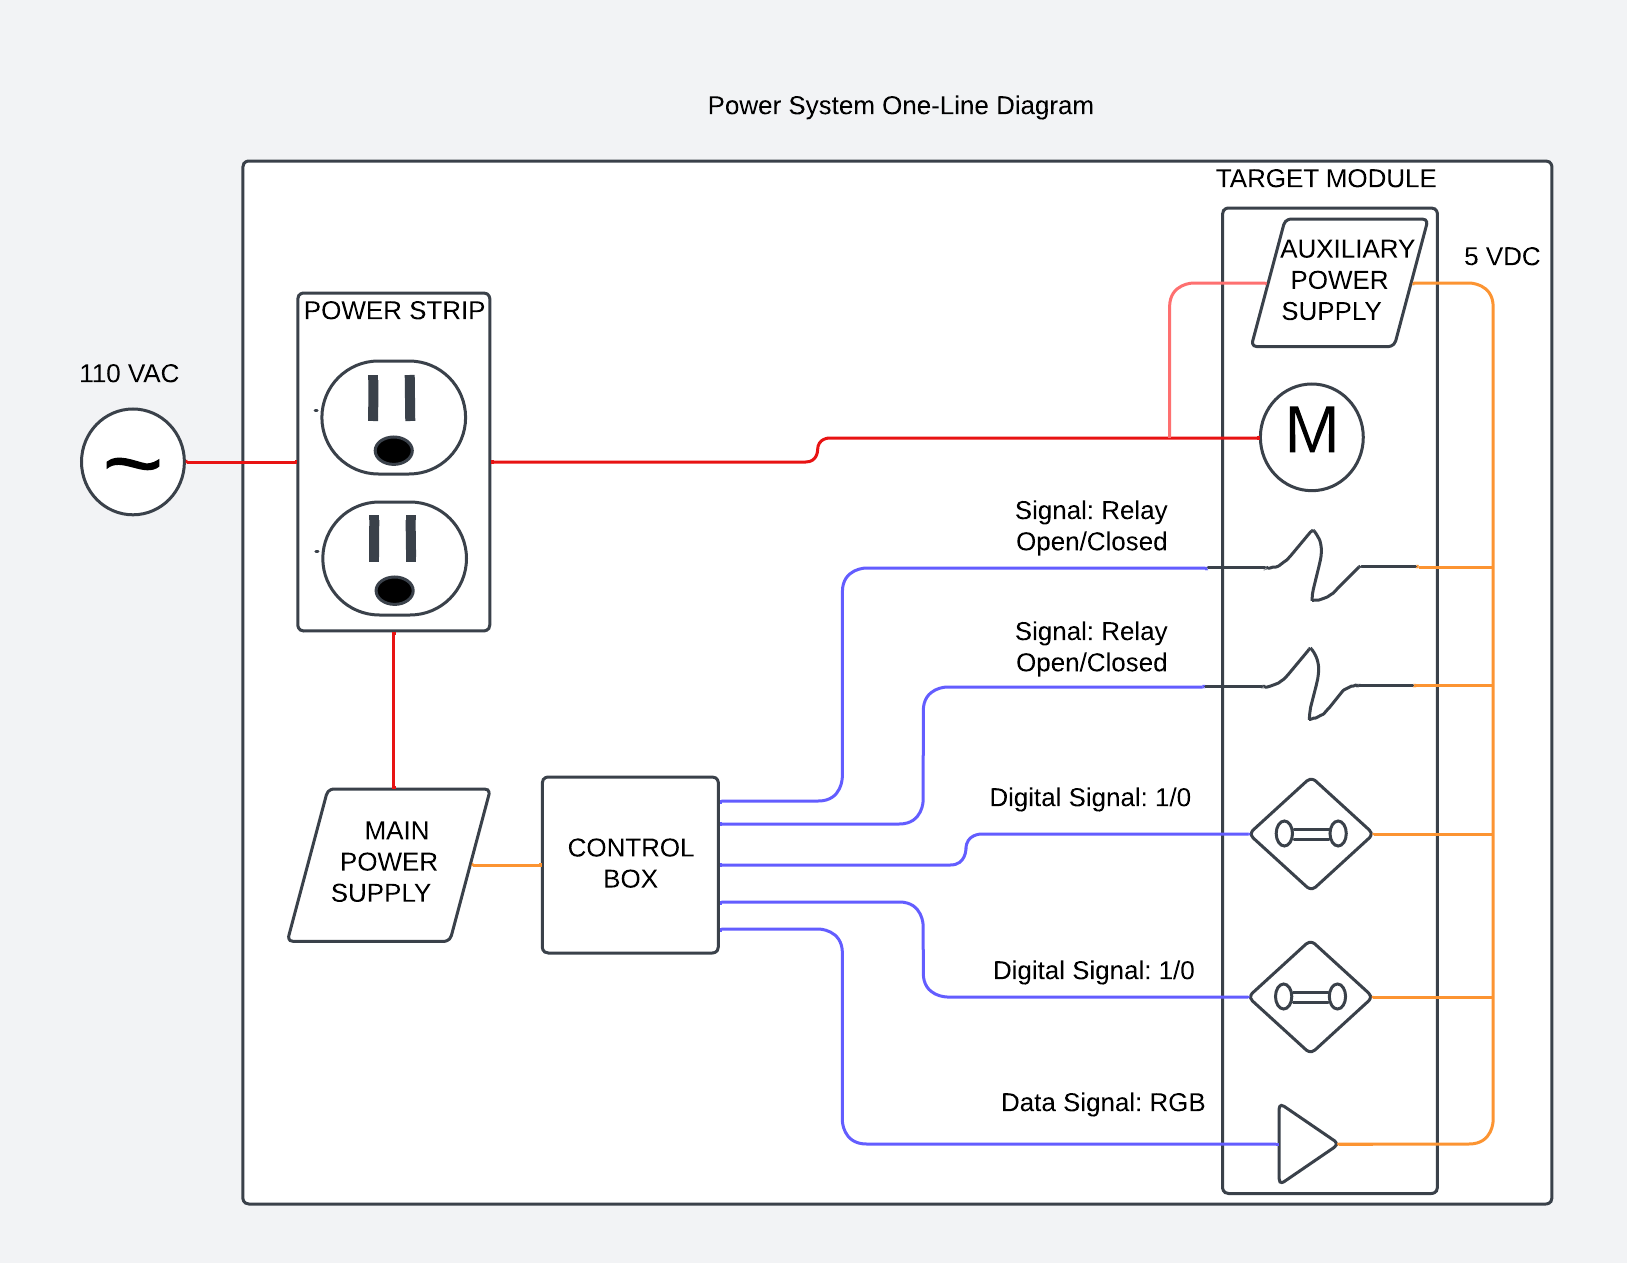 Power System One-Line Diagram
TARGET MODULE
AUXILIARY
POWER
SUPPLY
5 VDC
POWER STRIP
110 VAC
~
M
Signal: Relay
Open/Closed
Signal: Relay
Open/Closed
Digital Signal: 1/0
MAIN
POWER
SUPPLY
CONTROL
BOX
Digital Signal: 1/0
Data Signal: RGB